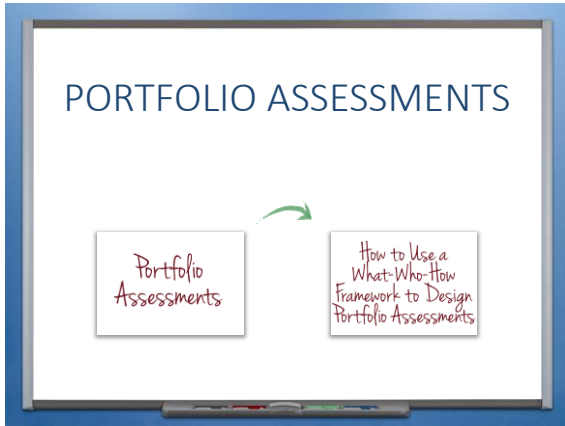 PORTFOLIO ASSESSMENTS
Portfolio
Assessments
How to Use a
What-Who-How
Framework to Design
Portfolio Assessments